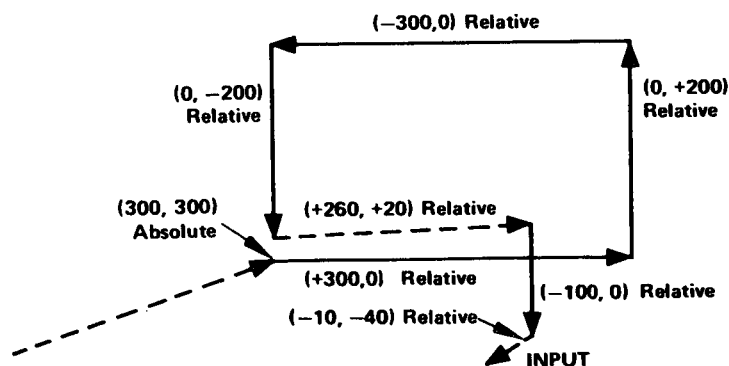 (−300,0) Relative
(0, −200)
Relative
(0, +200)
Relative
(300, 300)
Absolute
(+260, +20) Relative
(+300,0) Relative
(−100, 0) Relative
(−10, −40) Relative
INPUT